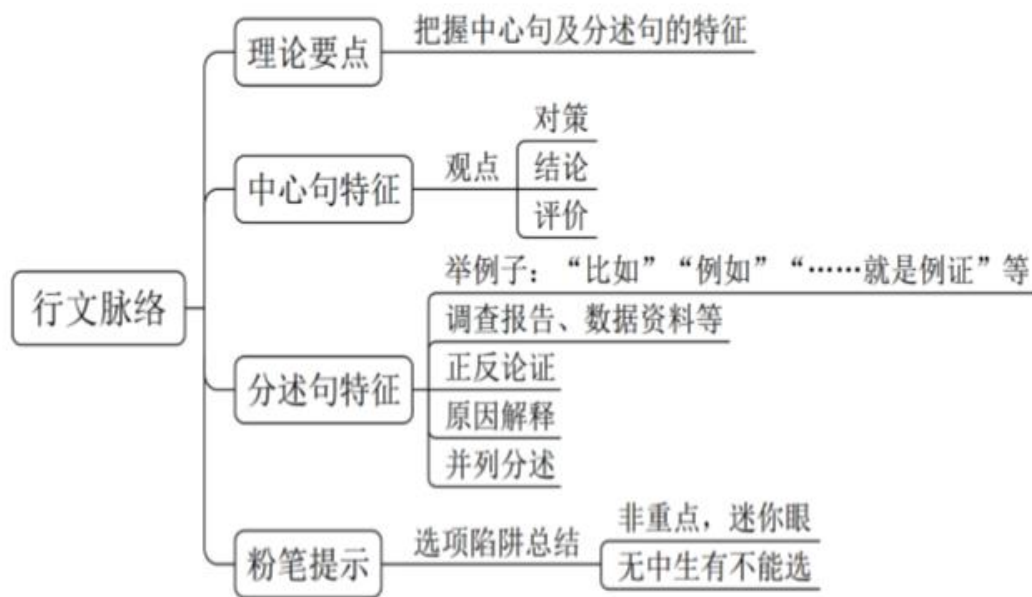 理论要点
把握中心句及分述句的特征
中心句特征
观点
对策
结论
评价
行文脉络
分述句特征
举例子：“比如”“例如”“……就是例证”等
调查报告、数据资料等
正反论证
原因解释
并列分述
粉笔提示
选项陷阱总结
非重点，迷你眼
无中生有不能选